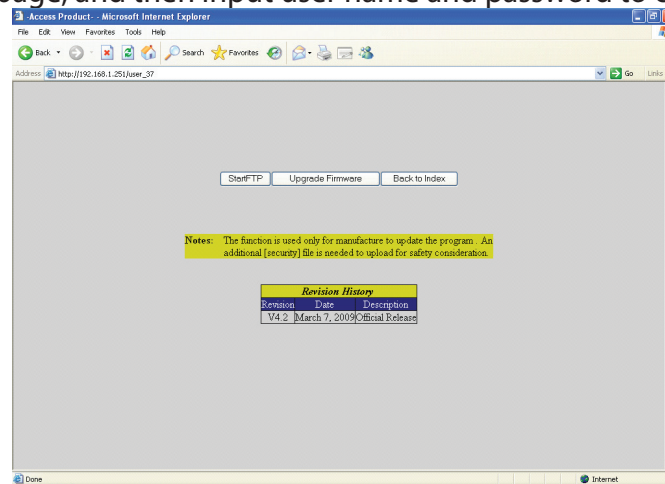 page, and then input user name and password to
-Access Product- - Microsoft Internet Explorer
File Edit View Favorites Tools Help
Back Search Favorites
Address http://192.168.1.251/user_37 Go Links
StartFTP Upgrade Firmware Back to Index
Notes: The function is used only for manufacture to update the program . An
additional [security] file is needed to upload for safety consideration.
Revision History
Revision Date Description
V4.2 March 7, 2009 Official Release
Done Internet